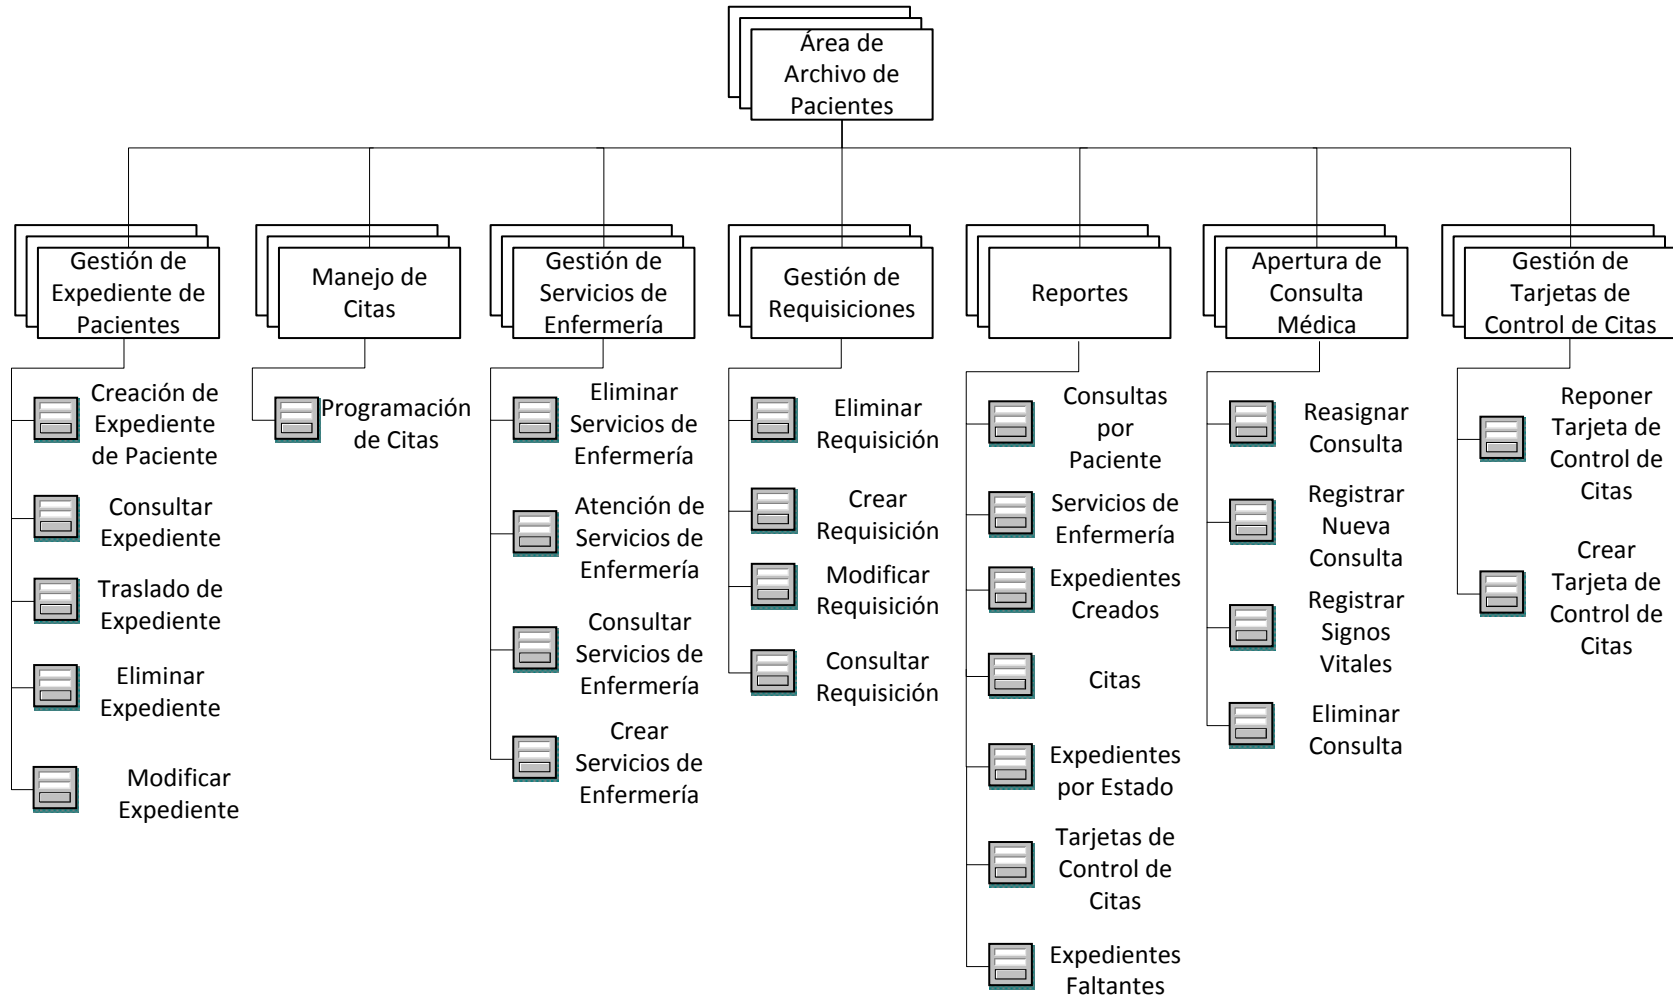 Área de
Archivo de
Pacientes
Gestión de
Expediente de
Pacientes
Manejo de
Citas
Gestión de
Servicios de
Enfermería
Gestión de
Requisiciones
Reportes
Apertura de
Consulta
Médica
Gestión de
Tarjetas de
Control de Citas
Creación de
Expediente
de Paciente
Consultar
Expediente
Traslado de
Expediente
Eliminar
Expediente
Modificar
Expediente
Programación
de Citas
Eliminar
Servicios de
Enfermería
Atención de
Servicios de
Enfermería
Consultar
Servicios de
Enfermería
Crear
Servicios de
Enfermería
Eliminar
Requisición
Crear
Requisición
Modificar
Requisición
Consultar
Requisición
Consultas
por
Paciente
Servicios de
Enfermería
Expedientes
Creados
Citas
Expedientes
por Estado
Tarjetas de
Control de
Citas
Expedientes
Faltantes
Reasignar
Consulta
Registrar
Nueva
Consulta
Registrar
Signos
Vitales
Eliminar
Consulta
Reponer
Tarjeta de
Control de
Citas
Crear
Tarjeta de
Control de
Citas